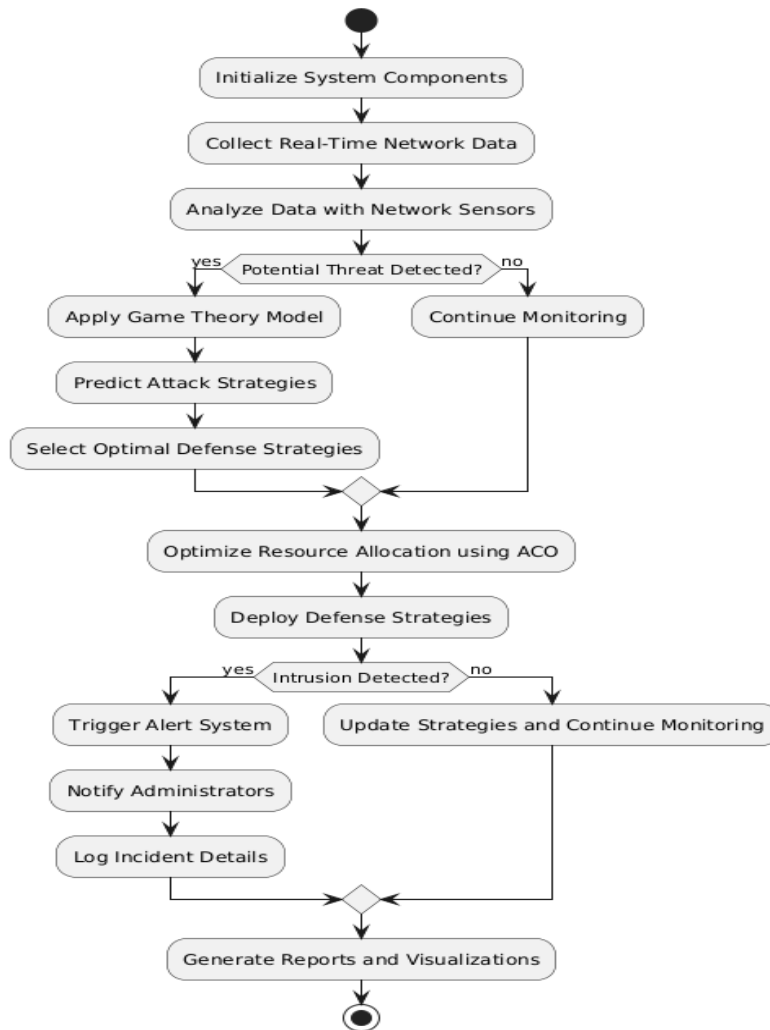 Initialize System Components
Collect Real-Time Network Data
Analyze Data with Network Sensors
yes
Potential Threat Detected?
no
Apply Game Theory Model
Continue Monitoring
Predict Attack Strategies
Select Optimal Defense Strategies
Optimize Resource Allocation using ACO
Deploy Defense Strategies
yes
Intrusion Detected?
no
Trigger Alert System
Update Strategies and Continue Monitoring
Notify Administrators
Log Incident Details
Generate Reports and Visualizations